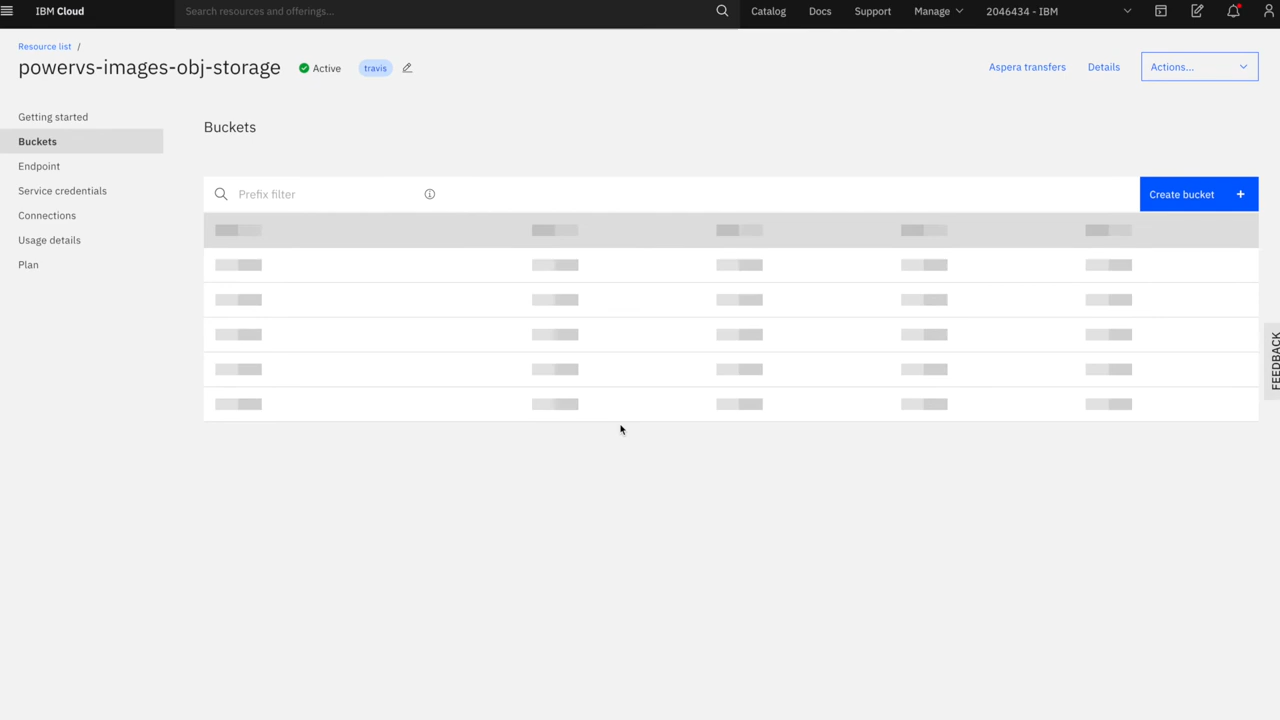 IBM Cloud
Search resources and offerings...
Catalog
Docs
Support
Manage
2046434 - IBM
Resource list /
powervs-images-obj-storage
Active
travis
Aspera transfers
Details
Actions...
Getting started
Buckets
Endpoint
Service credentials
Connections
Usage details
Plan
Buckets
Prefix filter
Create bucket +
FEEDBACK